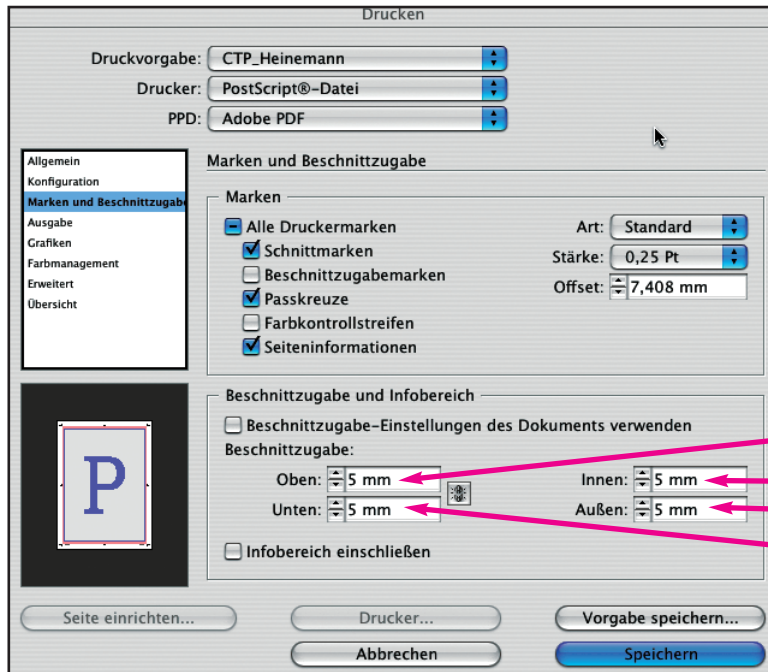 Drucken
Druckvorgabe: CTP_Heinemann
Drucker: PostScript®-Datei
PPD: Adobe PDF
Allgemein
Konfiguration
Marken und Beschnittzugabe
Ausgabe
Grafiken
Farbmanagement
Erweitert
Übersicht
Marken und Beschnittzugabe
Marken
Alle Druckermarken
Schnittmarken
Beschnittzugabemarken
Passkreuze
Farbkontrollstreifen
Seiteninformationen
Art: Standard
Stärke: 0,25 Pt
Offset: 7,408 mm
P
Beschnittzugabe und Infobereich
Beschnittzugabe-Einstellungen des Dokuments verwenden
Beschnittzugabe:
Oben: 5 mm Innen: 5 mm
Unten: 5 mm Außen: 5 mm
Infobereich einschließen
Seite einrichten... Drucker... Vorgabe speichern...
Abbrechen Speichern